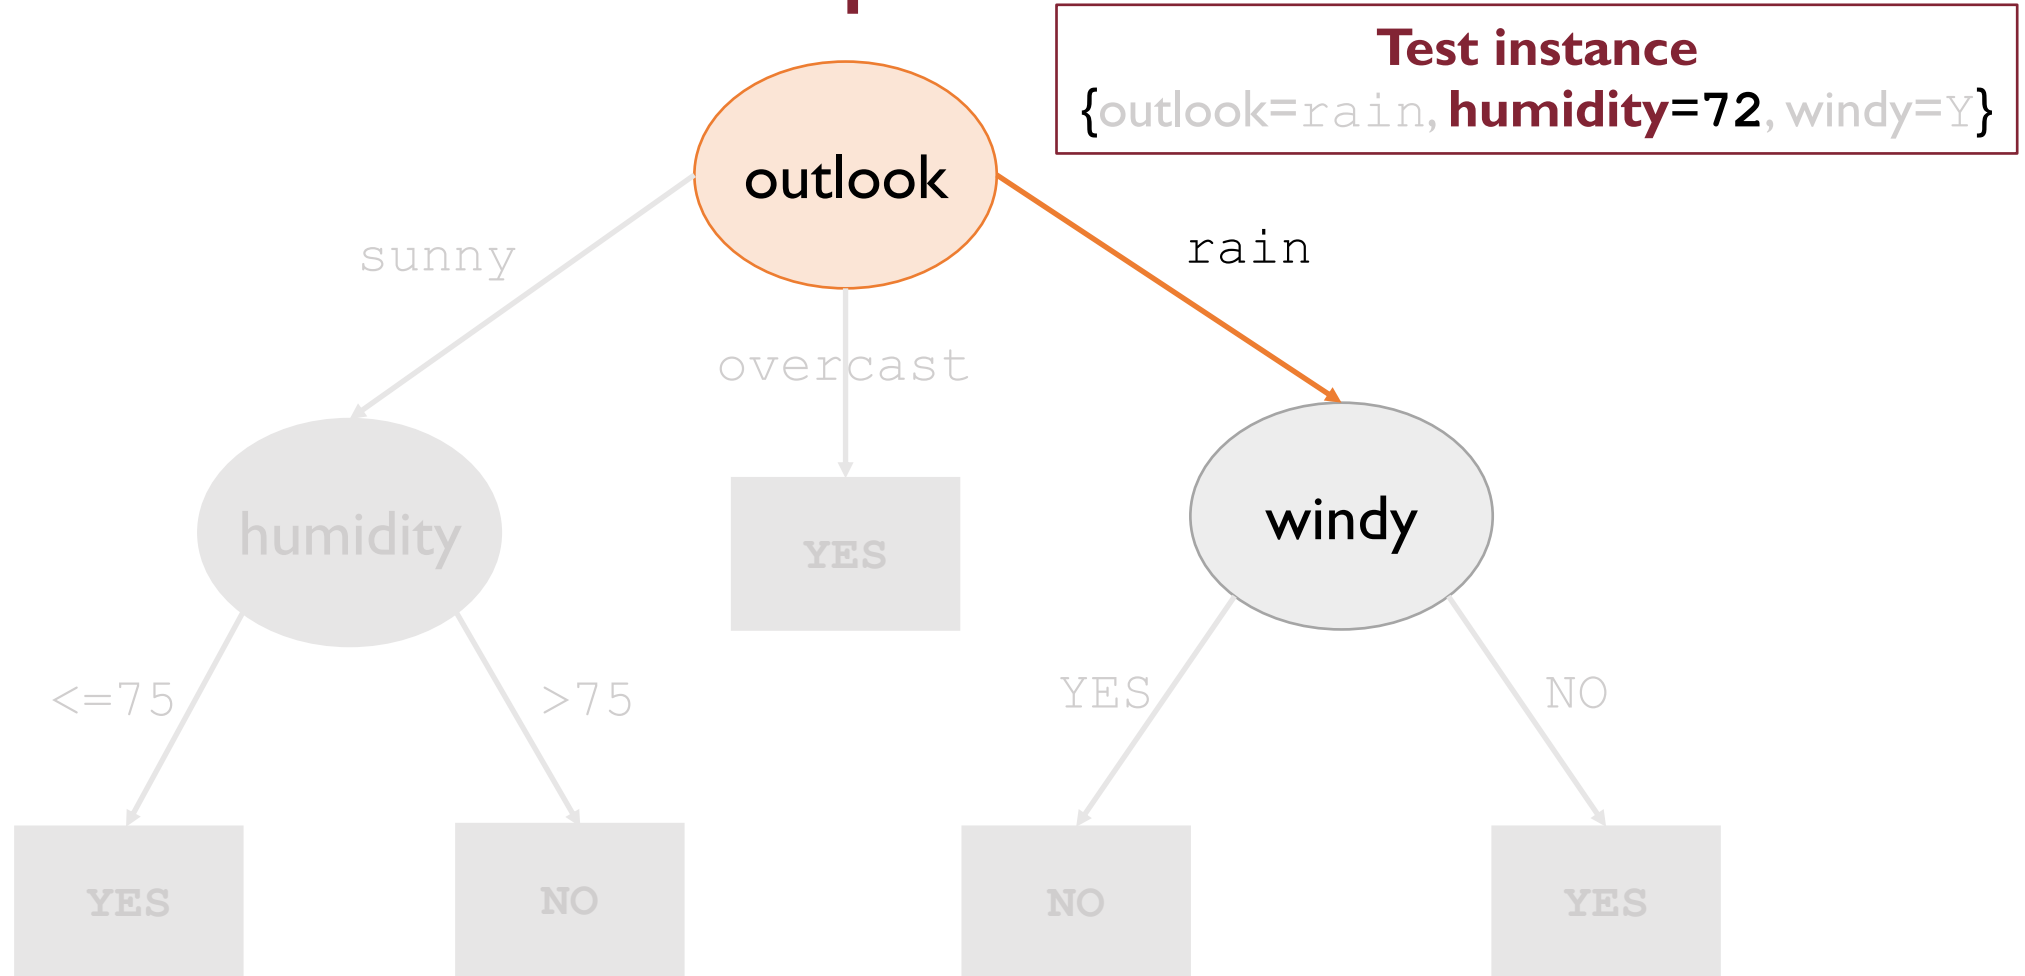 Test instance
{outlook=rain, humidity=72, windy=Y}
outlook
sunny
rain
overcast
humidity
YES
windy
<=75
>75
YES
NO
YES
NO
NO
YES